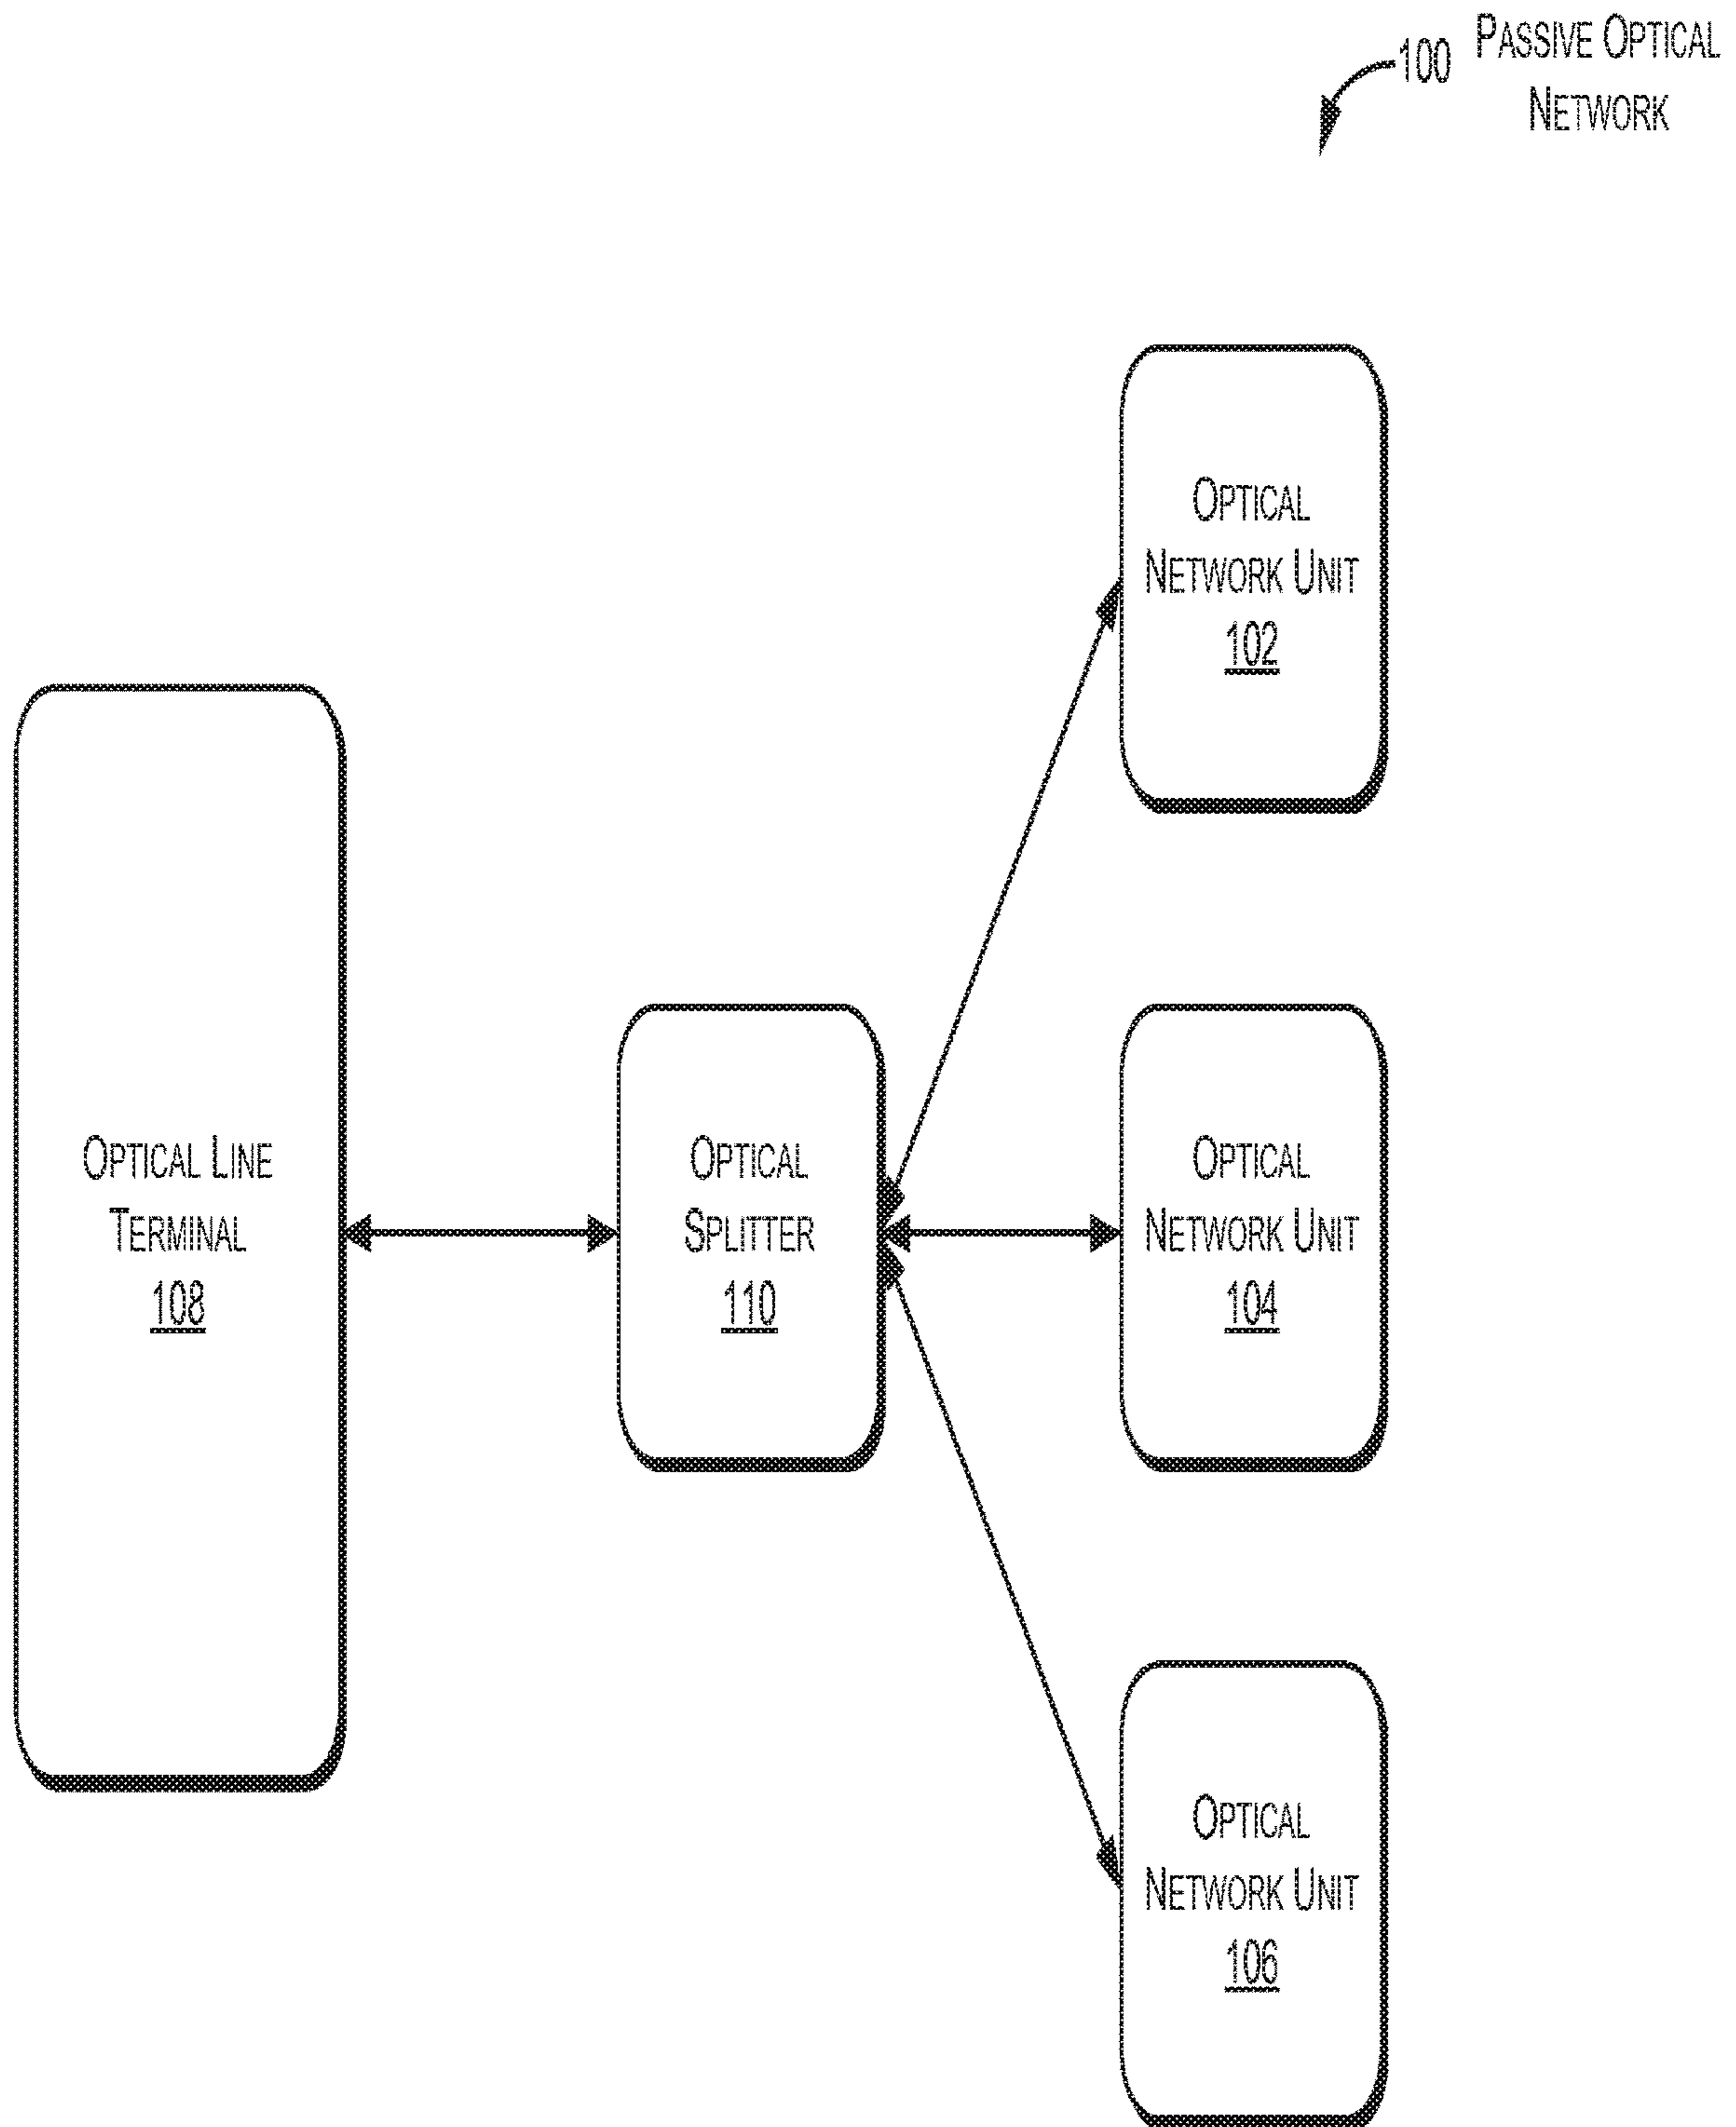 100 PASSIVE OPTICAL
NETWORK
OPTICAL
NETWORK UNIT
102
OPTICAL LINE
TERMINAL
108
OPTICAL
SPLITTER
110
OPTICAL
NETWORK UNIT
104
OPTICAL
NETWORK UNIT
106